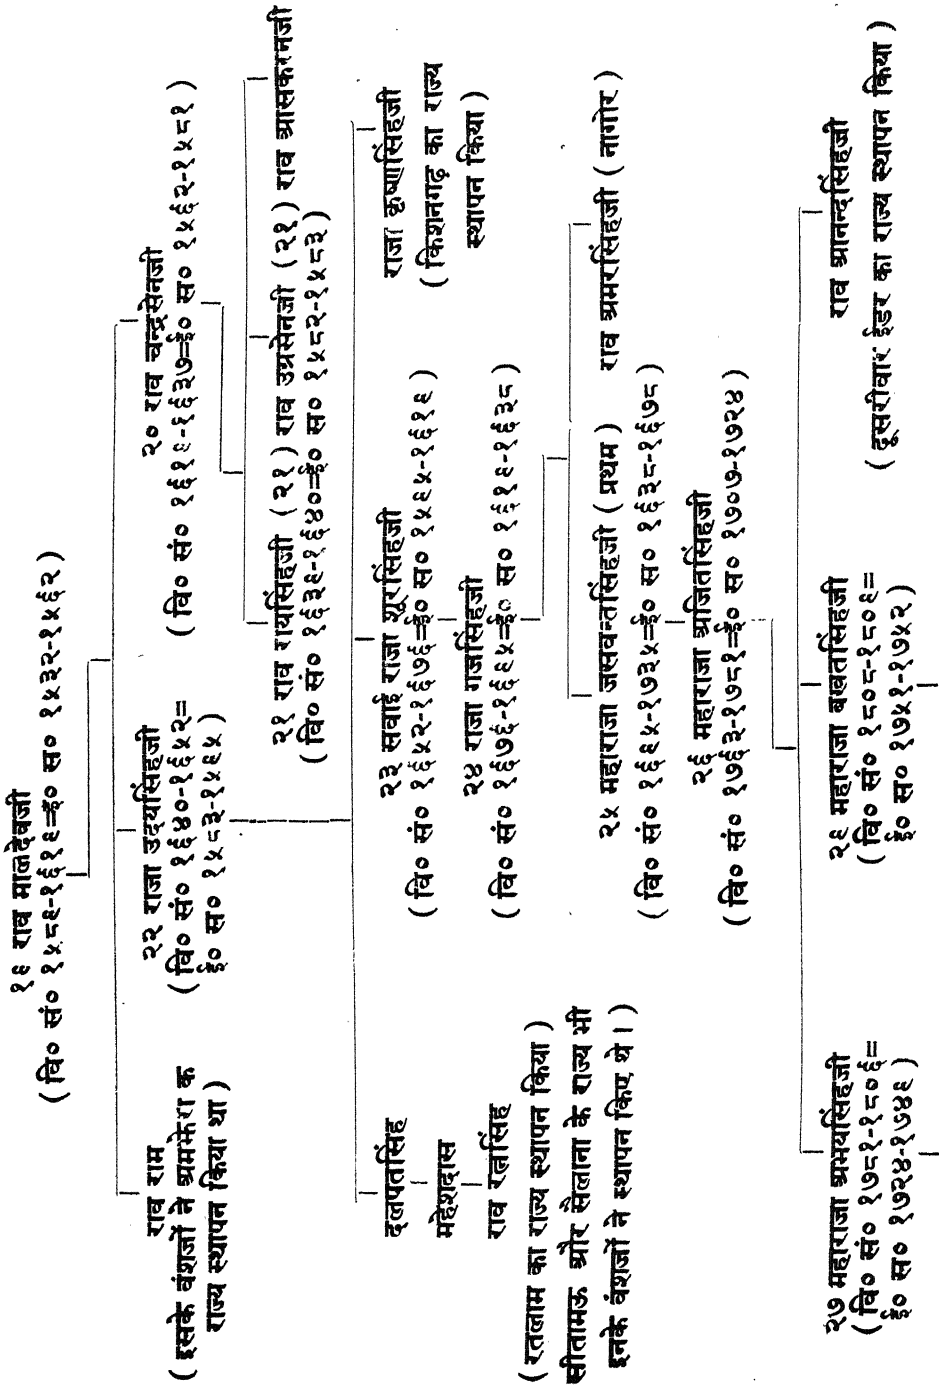 १९ राव मालदेवजी
( वि० सं० १५८९-१६१९=ई० स० १५३२-१५६२ )
राव राम
( इसके वंशजों ने अमझेरा क
राज्य स्थापन किया था )
२२ राजा उदयसिंहजी
( वि० सं० १६४०-१६५२=
ई० स० १५८३-१५९५ )
२० राव चन्द्रसेनजी
( वि० सं० १६१९-१६३७=ई० स० १५६२-१५८१ )
२१ राव रायसिंहजी (२१) राव उग्रसेनजी (२१) राव आसकरनजी
( वि० सं० १६३९-१६४०=ई० स० १५८२-१५८३)
दलपतसिंह
महेशदास
राव रत्नसिंह
( रतलाम का राज्य स्थापन किया )
सीतामऊ और सैलाना के राज्य भी
इनके वंशजों ने स्थापन किए थे । )
२३ सवाई राजा शूरसिंहजी
( वि० सं० १६५२-१६७६=ई० स० १५९५-१६१९ )
राजा कृष्णसिंहजी
( किशनगढ़ का राज्य
स्थापन किया )
२४ राजा गजसिंहजी
( वि० सं० १६७६-१६९५=ई० स० १६१९-१६३८ )
२५ महाराजा जसवन्तसिंहजी ( प्रथम ) राव अमरसिंहजी ( नागोर )
( वि० सं० १६९५-१७३५=ई० स० १६३८-१६७८ )
२६ महाराजा अजितसिंहजी
( वि० सं० १७६३-१७८१=ई० स० १७०७-१७२४ )
२७ महाराजा अभयसिंहजी
( वि० सं० १७८१-१८०६=
ई० स० १७२४-१७४९ )
२९ महाराजा बखतसिंहजी
( वि० सं० १८०८-१८०९=
ई० स० १७५१-१७५२ )
राव आनन्दसिंहजी
( दूसरीवार ईडर का राज्य स्थापन किया )